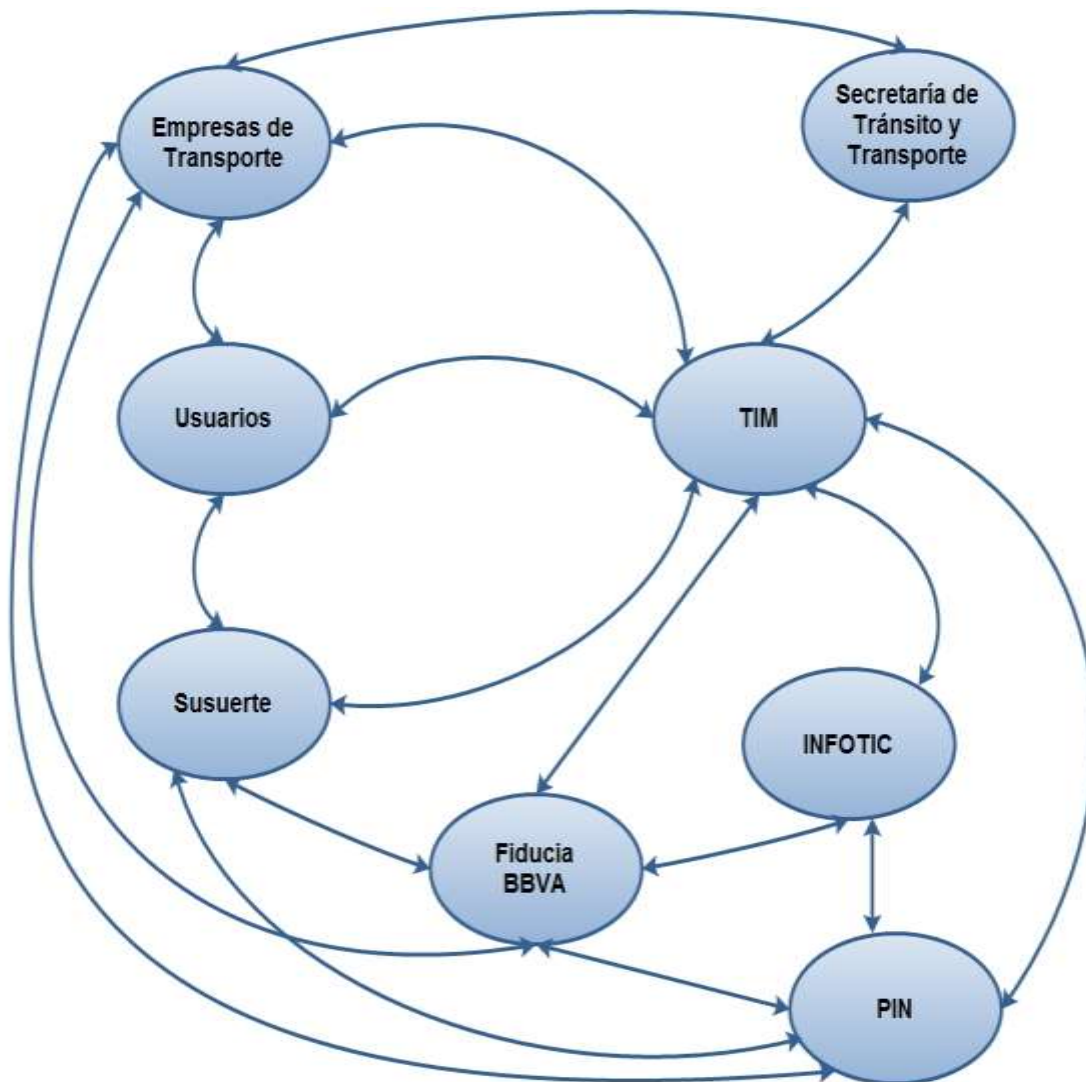 Empresas de
Transporte
Secretaría de
Tránsito y
Transporte
Usuarios
TIM
Susuerte
INFOTIC
Fiducia
BBVA
PIN